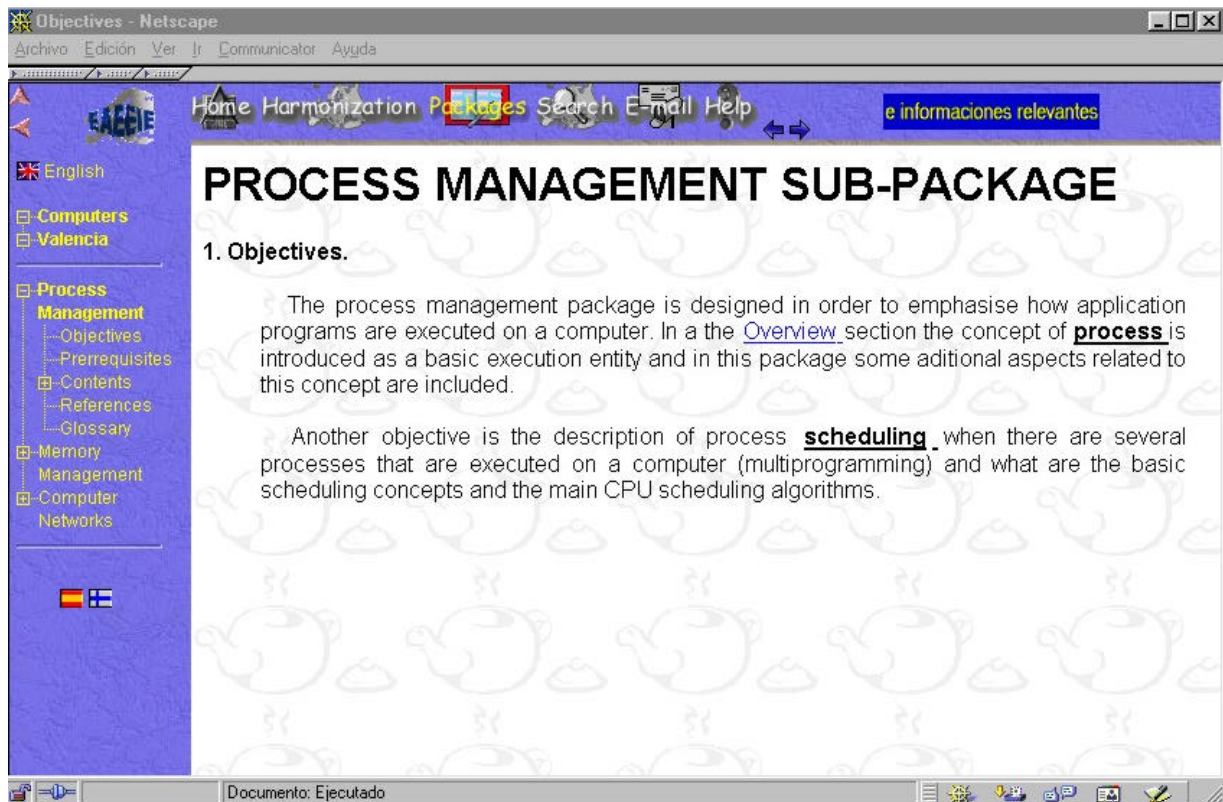 Objectives - Netscape
Archivo Edición Ver Ir Communicator Ayuda
EAEEIE
Home Harmonization Packages Search E-mail Help
e informaciones relevantes
English
Computers
Valencia
Process
Management
Objectives
Prerrequisites
Contents
References
Glossary
Memory
Management
Computer
Networks
PROCESS MANAGEMENT SUB-PACKAGE
1. Objectives.
The process management package is designed in order to emphasise how application
programs are executed on a computer. In a the Overview section the concept of process is
introduced as a basic execution entity and in this package some aditional aspects related to
this concept are included.
Another objective is the description of process scheduling when there are several
processes that are executed on a computer (multiprogramming) and what are the basic
scheduling concepts and the main CPU scheduling algorithms.
Documento: Ejecutado